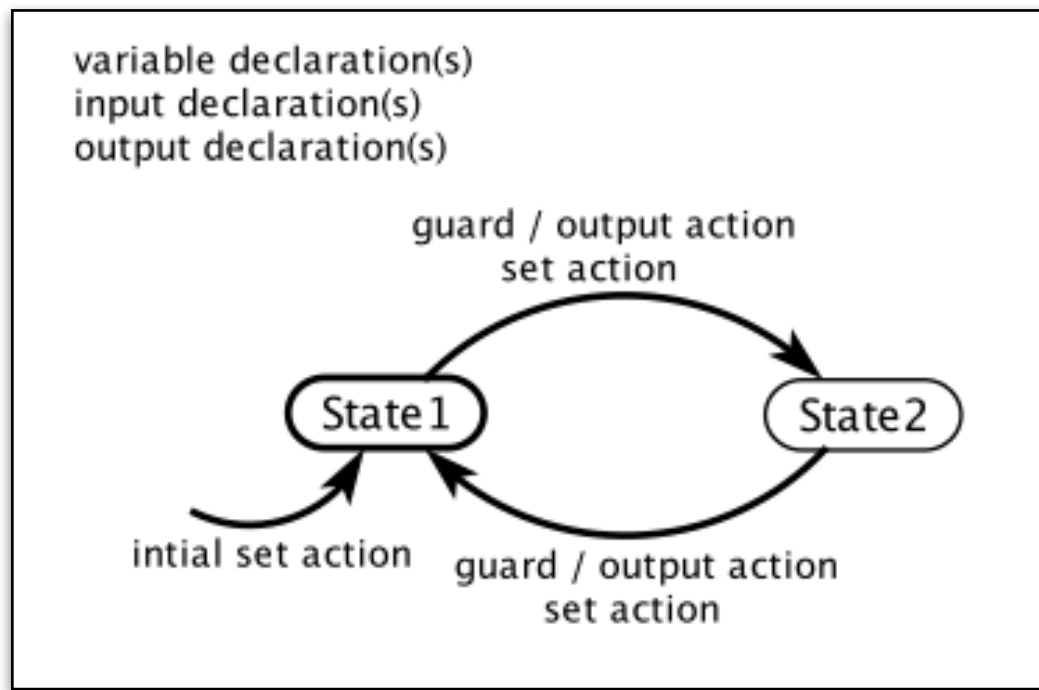 variable declaration(s)
input declaration(s)
output declaration(s)
guard / output action
set action
State1
State2
intial set action
guard / output action
set action